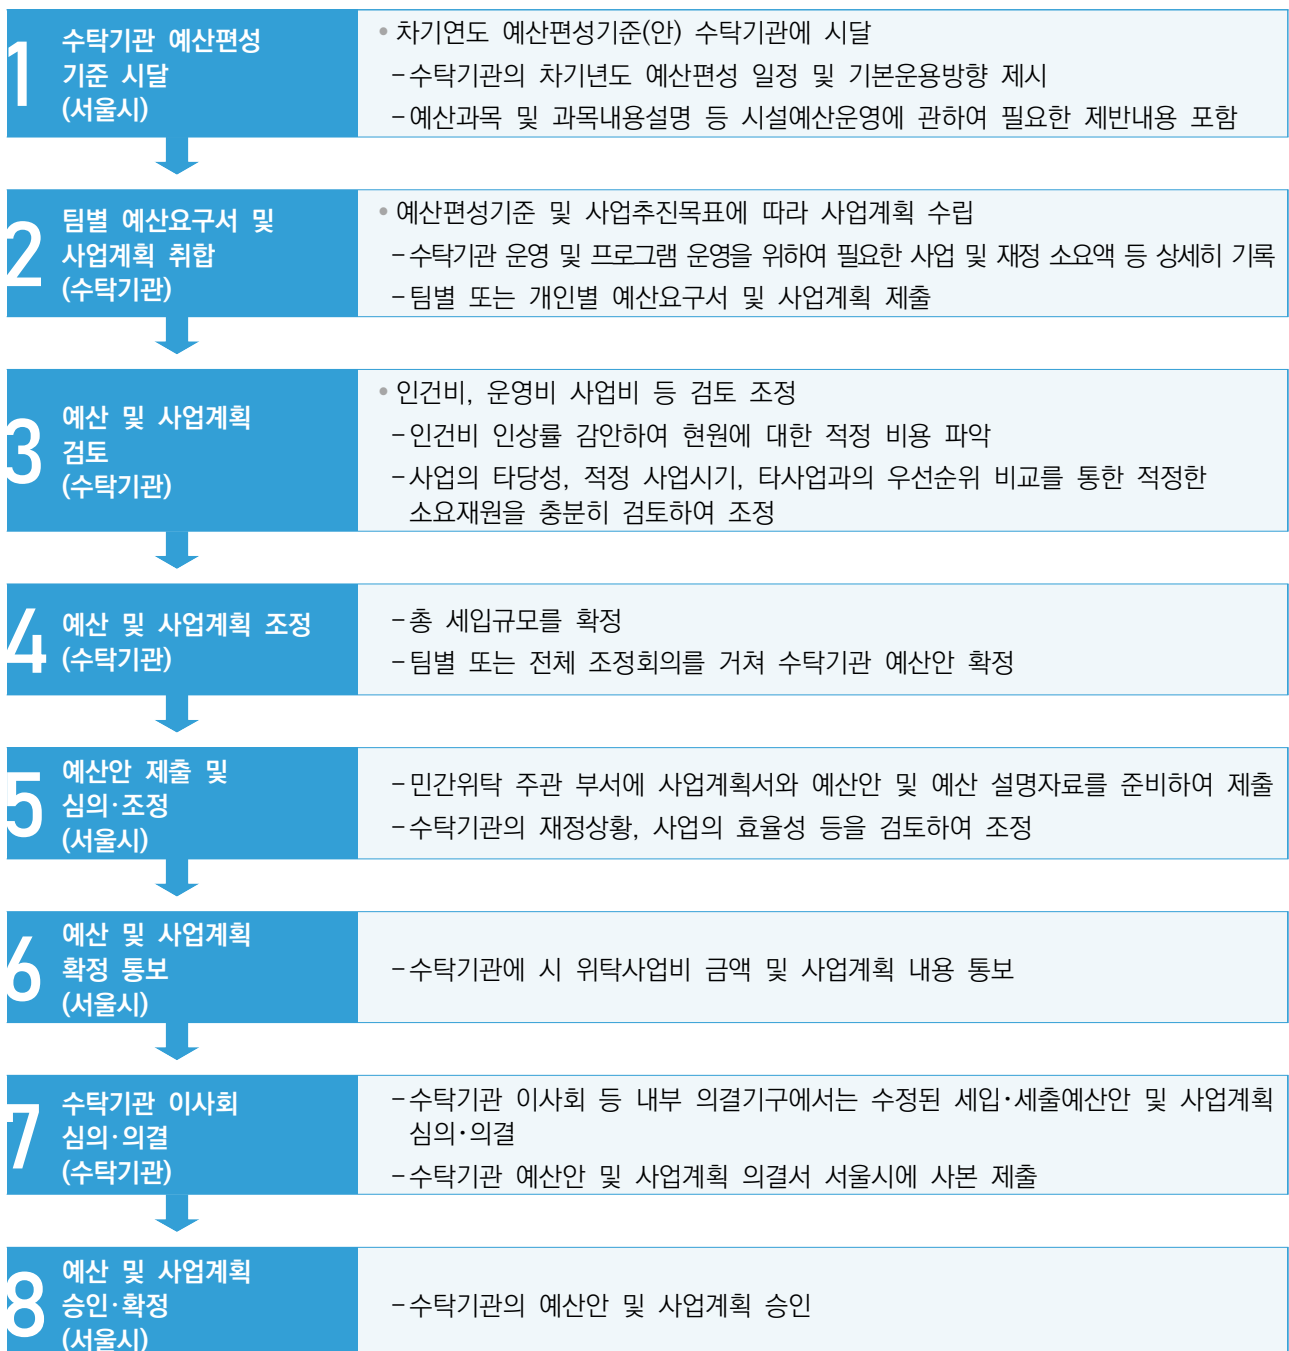 1
수탁기관 예산편성
기준 시달
(서울시)
• 차기연도 예산편성기준(안) 수탁기관에 시달
- 수탁기관의 차기년도 예산편성 일정 및 기본운용방향 제시
- 예산과목 및 과목내용설명 등 시설예산운영에 관하여 필요한 제반내용 포함
2
팀별 예산요구서 및
사업계획 취합
(수탁기관)
• 예산편성기준 및 사업추진목표에 따라 사업계획 수립
- 수탁기관 운영 및 프로그램 운영을 위하여 필요한 사업 및 재정 소요액 등 상세히 기록
- 팀별 또는 개인별 예산요구서 및 사업계획 제출
3
예산 및 사업계획
검토
(수탁기관)
• 인건비, 운영비 사업비 등 검토 조정
- 인건비 인상률 감안하여 현원에 대한 적정 비용 파악
- 사업의 타당성, 적정 사업시기, 타사업과의 우선순위 비교를 통한 적정한
소요재원을 충분히 검토하여 조정
4
예산 및 사업계획 조정
(수탁기관)
- 총 세입규모를 확정
- 팀별 또는 전체 조정회의를 거쳐 수탁기관 예산안 확정
5
예산안 제출 및
심의·조정
(서울시)
- 민간위탁 주관 부서에 사업계획서와 예산안 및 예산 설명자료를 준비하여 제출
- 수탁기관의 재정상황, 사업의 효율성 등을 검토하여 조정
6
예산 및 사업계획
확정 통보
(서울시)
- 수탁기관에 시 위탁사업비 금액 및 사업계획 내용 통보
7
수탁기관 이사회
심의·의결
(수탁기관)
- 수탁기관 이사회 등 내부 의결기구에서는 수정된 세입·세출예산안 및 사업계획
심의·의결
- 수탁기관 예산안 및 사업계획 의결서 서울시에 사본 제출
8
예산 및 사업계획
승인·확정
(서울시)
- 수탁기관의 예산안 및 사업계획 승인